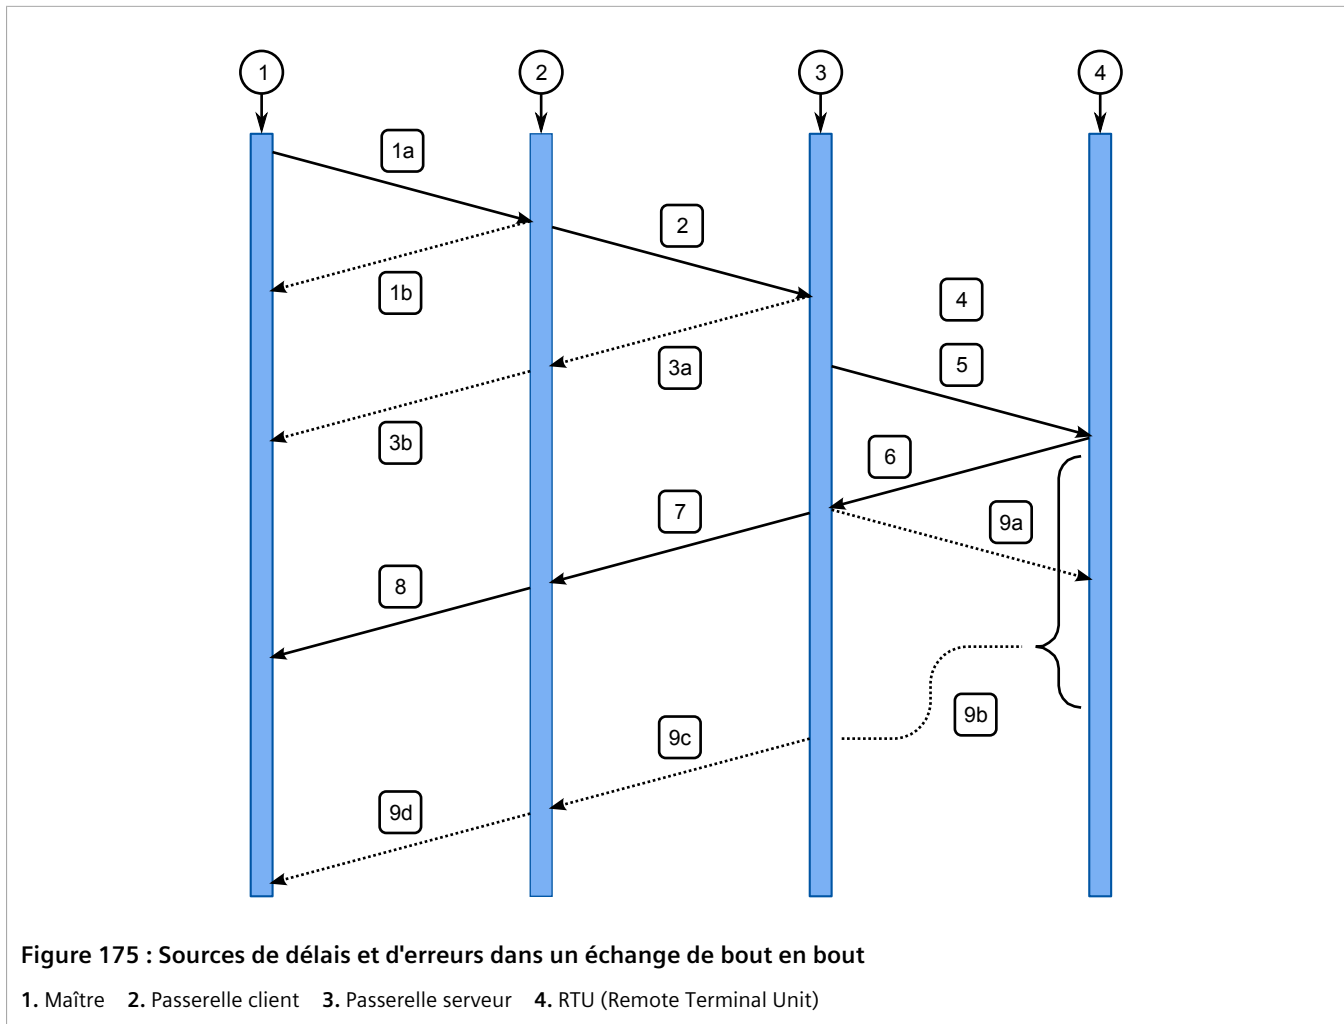 1
2
3
4
1a
2
1b
4
3a
5
3b
6
7
9a
8
9b
9c
9d
Figure 175 : Sources de délais et d'erreurs dans un échange de bout en bout
1. Maître 2. Passerelle client 3. Passerelle serveur 4. RTU (Remote Terminal Unit)